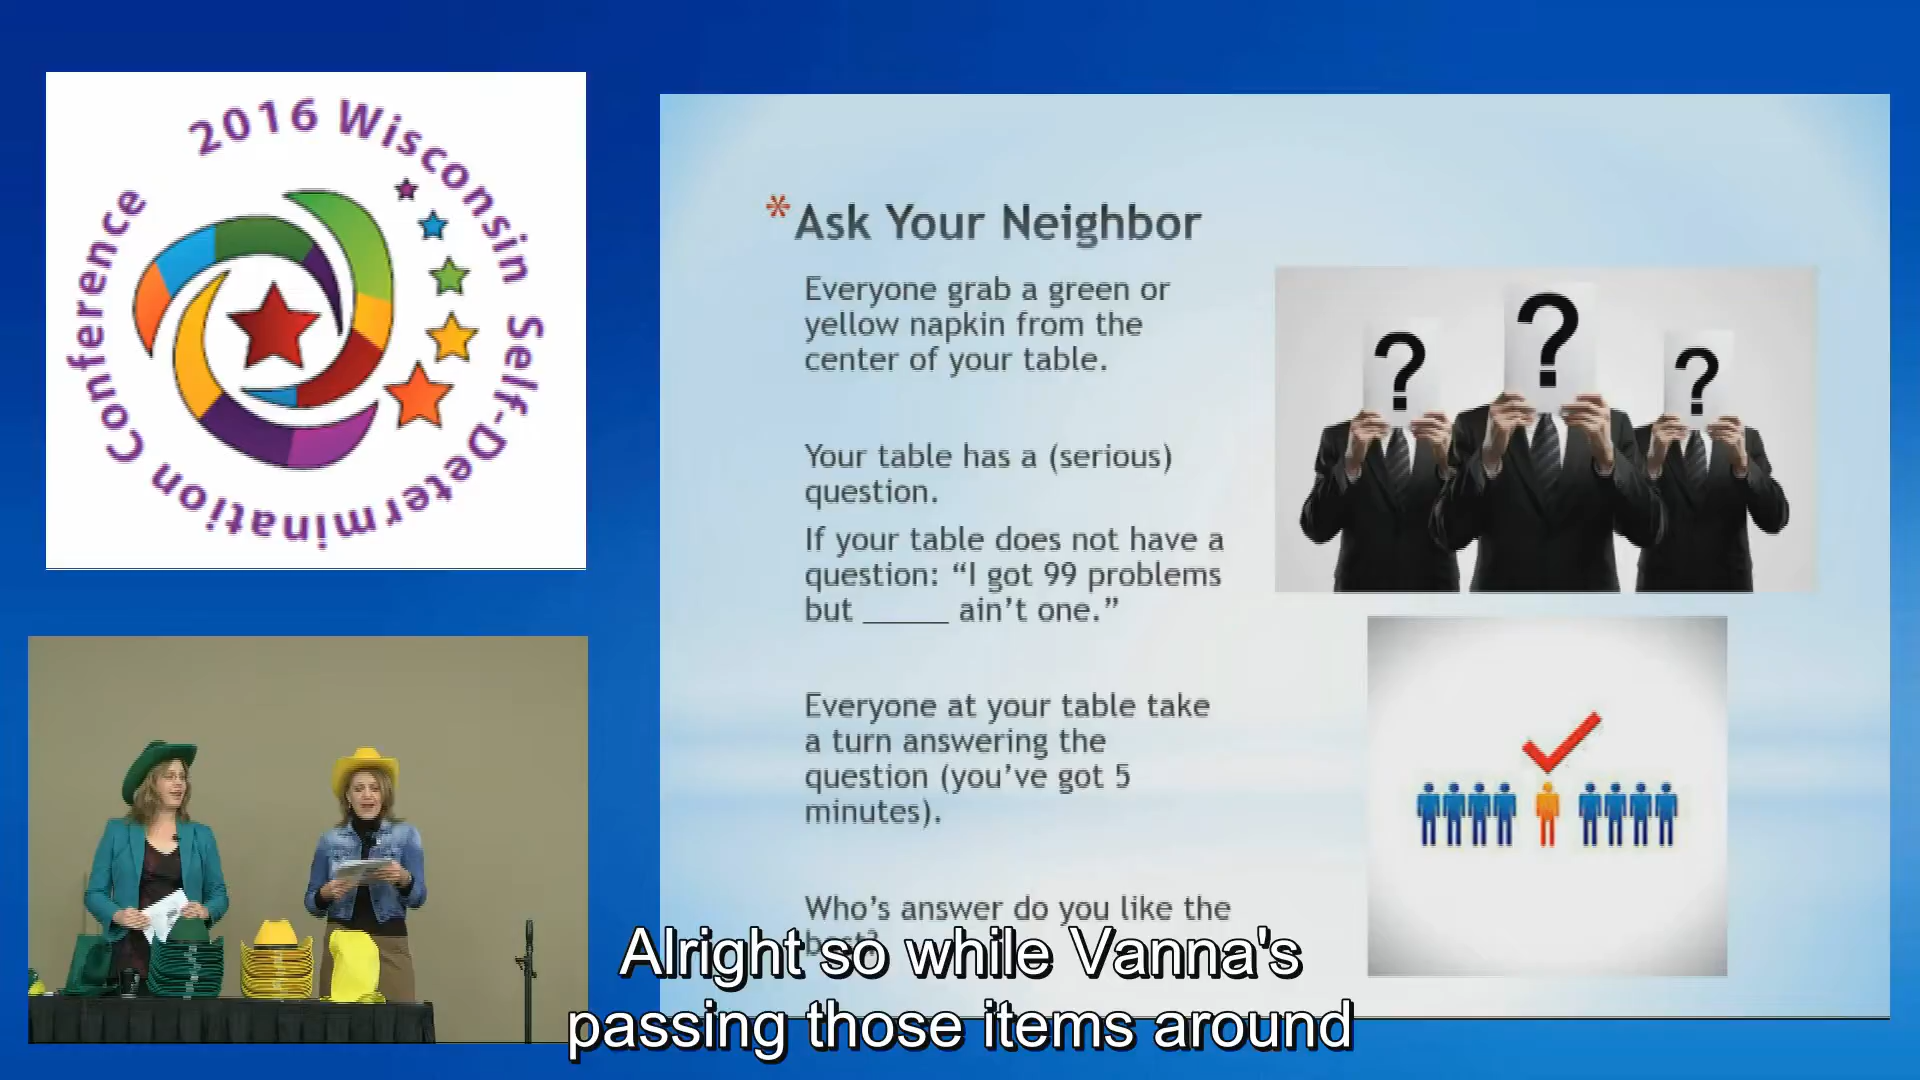 2016 Wisconsin Self-Determination Conference
*Ask Your Neighbor
Everyone grab a green or
yellow napkin from the
center of your table.
Your table has a (serious)
question.
If your table does not have a
question: “I got 99 problems
but _____ ain’t one.”
Everyone at your table take
a turn answering the
question (you’ve got 5
minutes).
Who’s answer do you like the
best?
? ? ?
Alright so while Vanna's
passing those items around